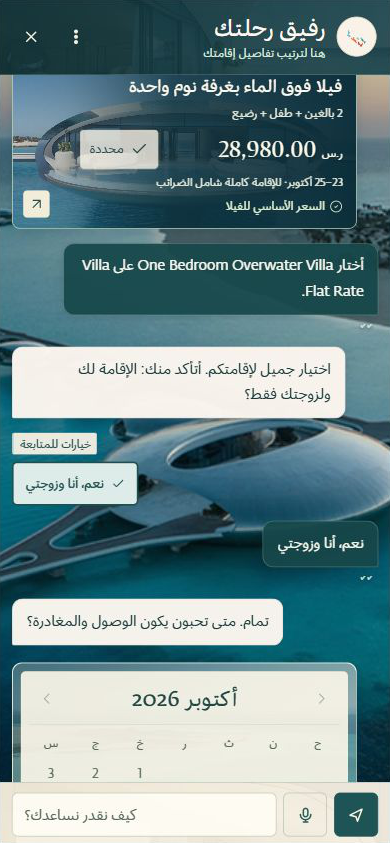 رفيق رحلتك
هنا لترتيب تفاصيل إقامتك
فيلا فوق الماء بغرفة نوم واحدة
2 بالغين + طفل + رضيع
ر.س 28,980.00
محددة
23–25 أكتوبر· للإقامة كاملة شامل الضرائب
السعر الأساسي للفيلا
أختار One Bedroom Overwater Villa على Villa
Flat Rate.
اختيار جميل لإقامتكم. أتأكد منك: الإقامة لك
ولزوجتك فقط؟
خيارات للمتابعة
نعم، أنا وزوجتي
نعم، أنا وزوجتي
تمام. متى تحبون يكون الوصول والمغادرة؟
أكتوبر 2026
ح ن ث ر خ ج س
1 2 3
كيف نقدر نساعدك؟